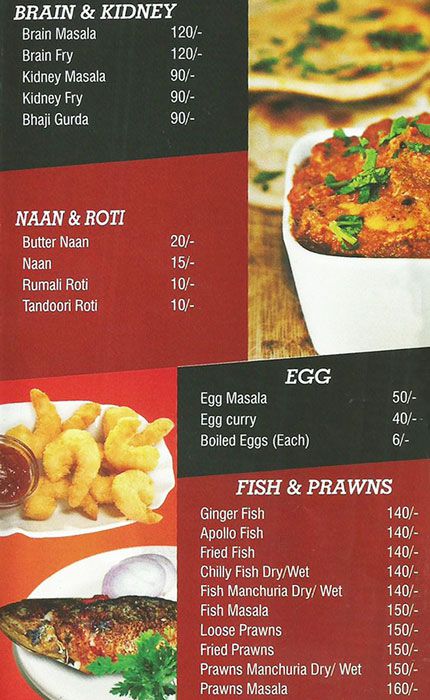 BRAIN & KIDNEY
Brain Masala 120/-
Brain Fry 120/-
Kidney Masala 90/-
Kidney Fry 90/-
Bhaji Gurda 90/-
NAAN & ROTI
Butter Naan 20/-
Naan 15/-
Rumali Roti 10/-
Tandoori Roti 10/-
EGG
Egg Masala 50/-
Egg curry 40/-
Boiled Eggs (Each) 6/-
FISH & PRAWNS
Ginger Fish 140/-
Apollo Fish 140/-
Fried Fish 140/-
Chilly Fish Dry/Wet 140/-
Fish Manchuria Dry/ Wet 140/-
Fish Masala 150/-
Loose Prawns 150/-
Fried Prawns 150/-
Prawns Manchuria Dry/ Wet 150/-
Prawns Masala 160/-